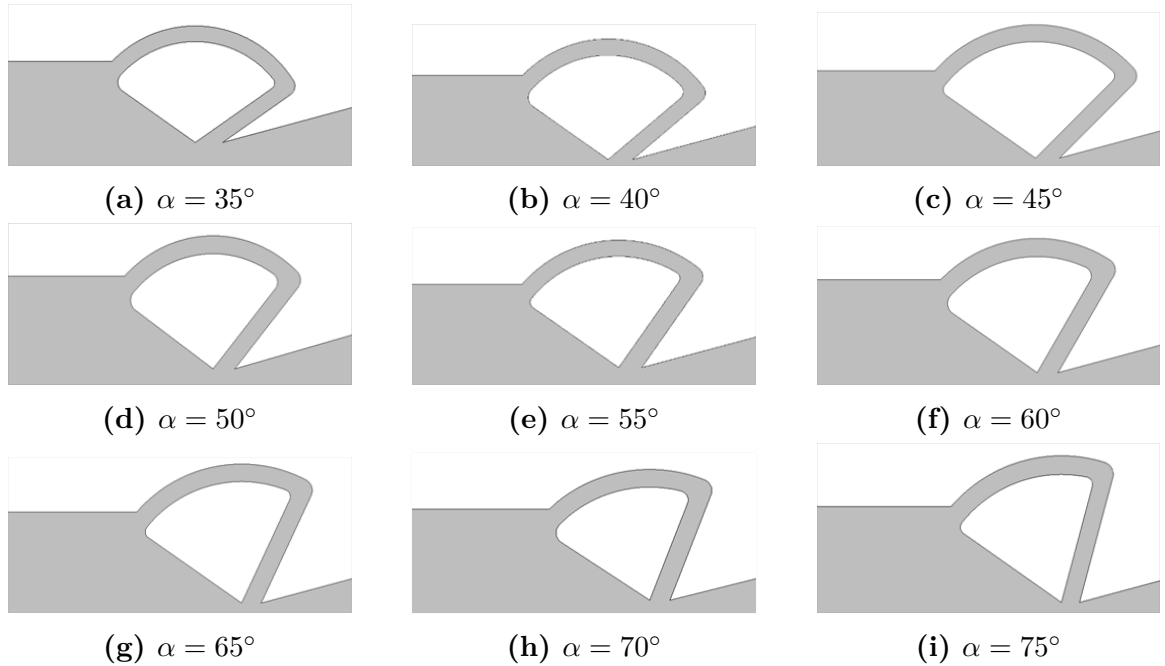 (a) α = 35°
(b) α = 40°
(c) α = 45°
(d) α = 50°
(e) α = 55°
(f) α = 60°
(g) α = 65°
(h) α = 70°
(i) α = 75°